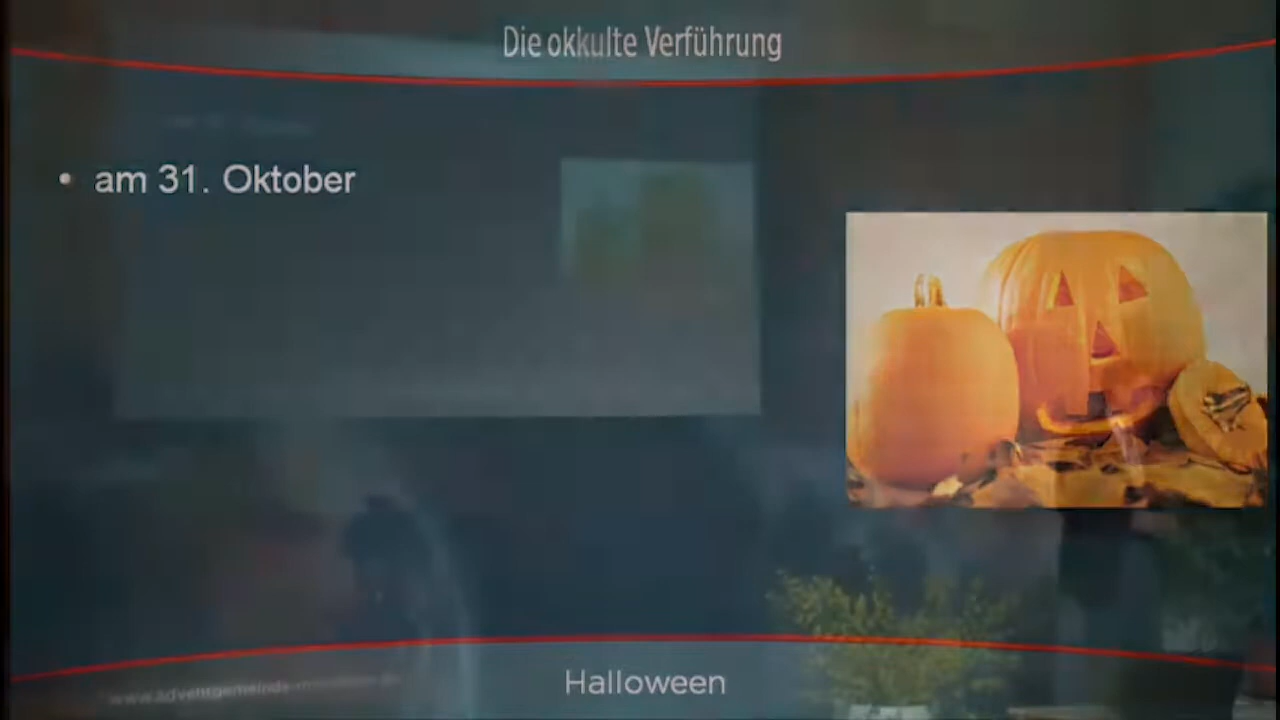 Die okkulte Verführung
• am 31. Oktober
Halloween